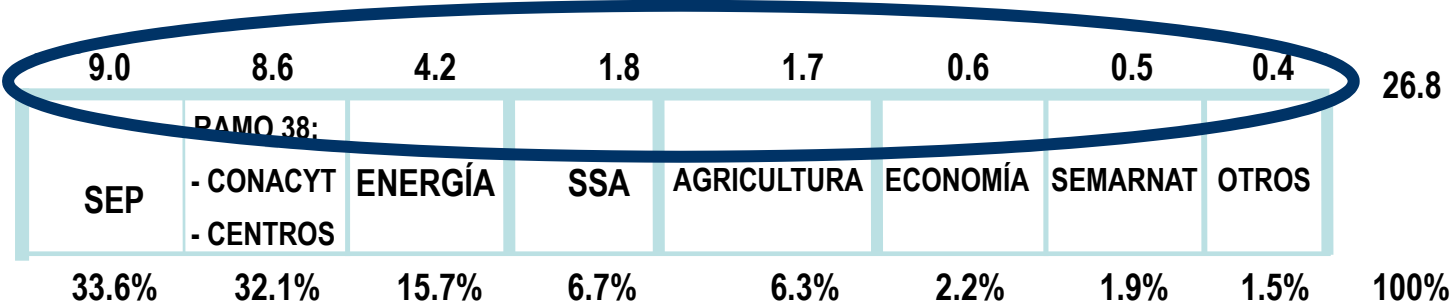 9.0 8.6 4.2 1.8 1.7 0.6 0.5 0.4 26.8
RAMO 38:
SEP - CONACYT ENERGÍA SSA AGRICULTURA ECONOMÍA SEMARNAT OTROS
- CENTROS
33.6% 32.1% 15.7% 6.7% 6.3% 2.2% 1.9% 1.5% 100%